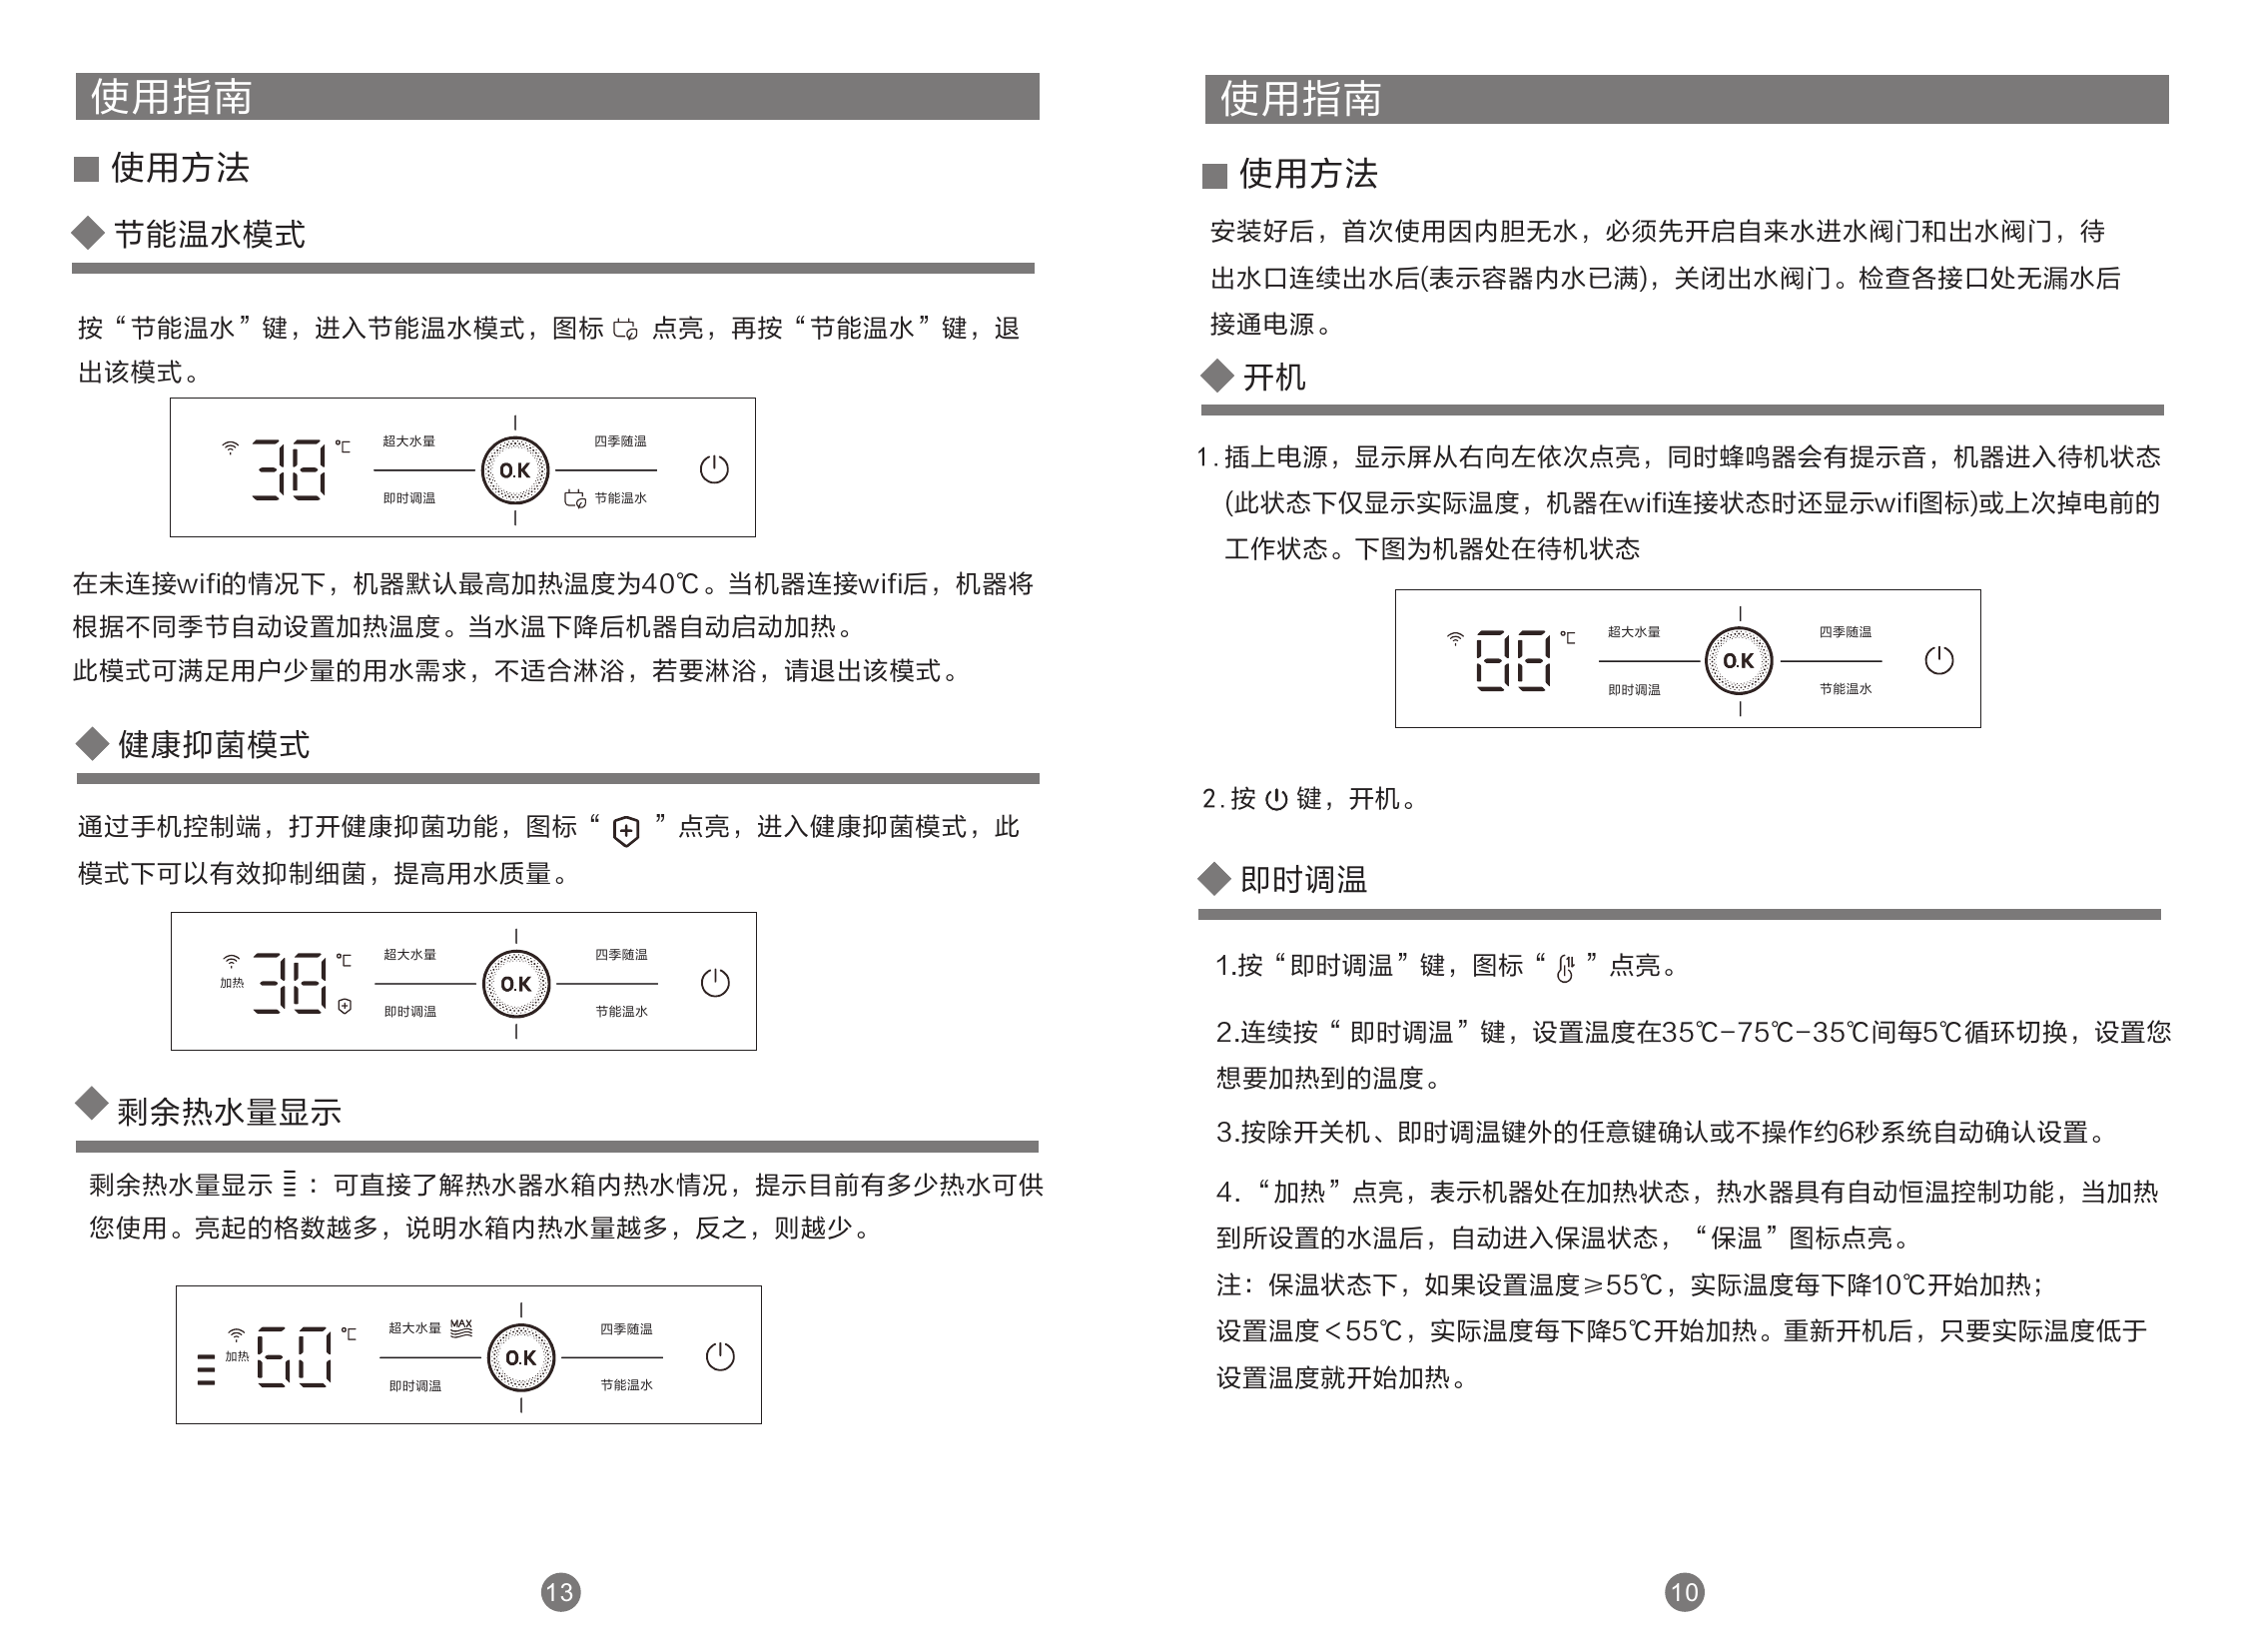 使用指南
使用方法
节能温水模式
按“节能温水”键，进入节能温水模式，图标 点亮，再按“节能温水”键，退
出该模式。
38 ℃ 超大水量 四季随温
O.K
即时调温 节能温水
在未连接wifi的情况下，机器默认最高加热温度为40℃。当机器连接wifi后，机器将
根据不同季节自动设置加热温度。当水温下降后机器自动启动加热。
此模式可满足用户少量的用水需求，不适合淋浴，若要淋浴，请退出该模式。
健康抑菌模式
通过手机控制端，打开健康抑菌功能，图标“ ”点亮，进入健康抑菌模式，此
模式下可以有效抑制细菌，提高用水质量。
38 ℃ 超大水量 四季随温
加热 O.K
即时调温 节能温水
剩余热水量显示
剩余热水量显示 ：可直接了解热水器水箱内热水情况，提示目前有多少热水可供
您使用。亮起的格数越多，说明水箱内热水量越多，反之，则越少。
60 ℃ 超大水量 MAX 四季随温
加热 O.K
即时调温 节能温水
13
使用指南
使用方法
安装好后，首次使用因内胆无水，必须先开启自来水进水阀门和出水阀门，待
出水口连续出水后(表示容器内水已满)，关闭出水阀门。检查各接口处无漏水后
接通电源。
开机
1.插上电源，显示屏从右向左依次点亮，同时蜂鸣器会有提示音，机器进入待机状态
(此状态下仅显示实际温度，机器在wifi连接状态时还显示wifi图标)或上次掉电前的
工作状态。下图为机器处在待机状态
88 ℃ 超大水量 四季随温
O.K
即时调温 节能温水
2.按 键，开机。
即时调温
1.按“即时调温”键，图标“ ”点亮。
2.连续按“ 即时调温”键，设置温度在35℃-75℃-35℃间每5℃循环切换，设置您
想要加热到的温度。
3.按除开关机、即时调温键外的任意键确认或不操作约6秒系统自动确认设置。
4.“加热”点亮，表示机器处在加热状态，热水器具有自动恒温控制功能，当加热
到所设置的水温后，自动进入保温状态，“保温”图标点亮。
注：保温状态下，如果设置温度≥55℃，实际温度每下降10℃开始加热；
设置温度＜55℃，实际温度每下降5℃开始加热。重新开机后，只要实际温度低于
设置温度就开始加热。
10